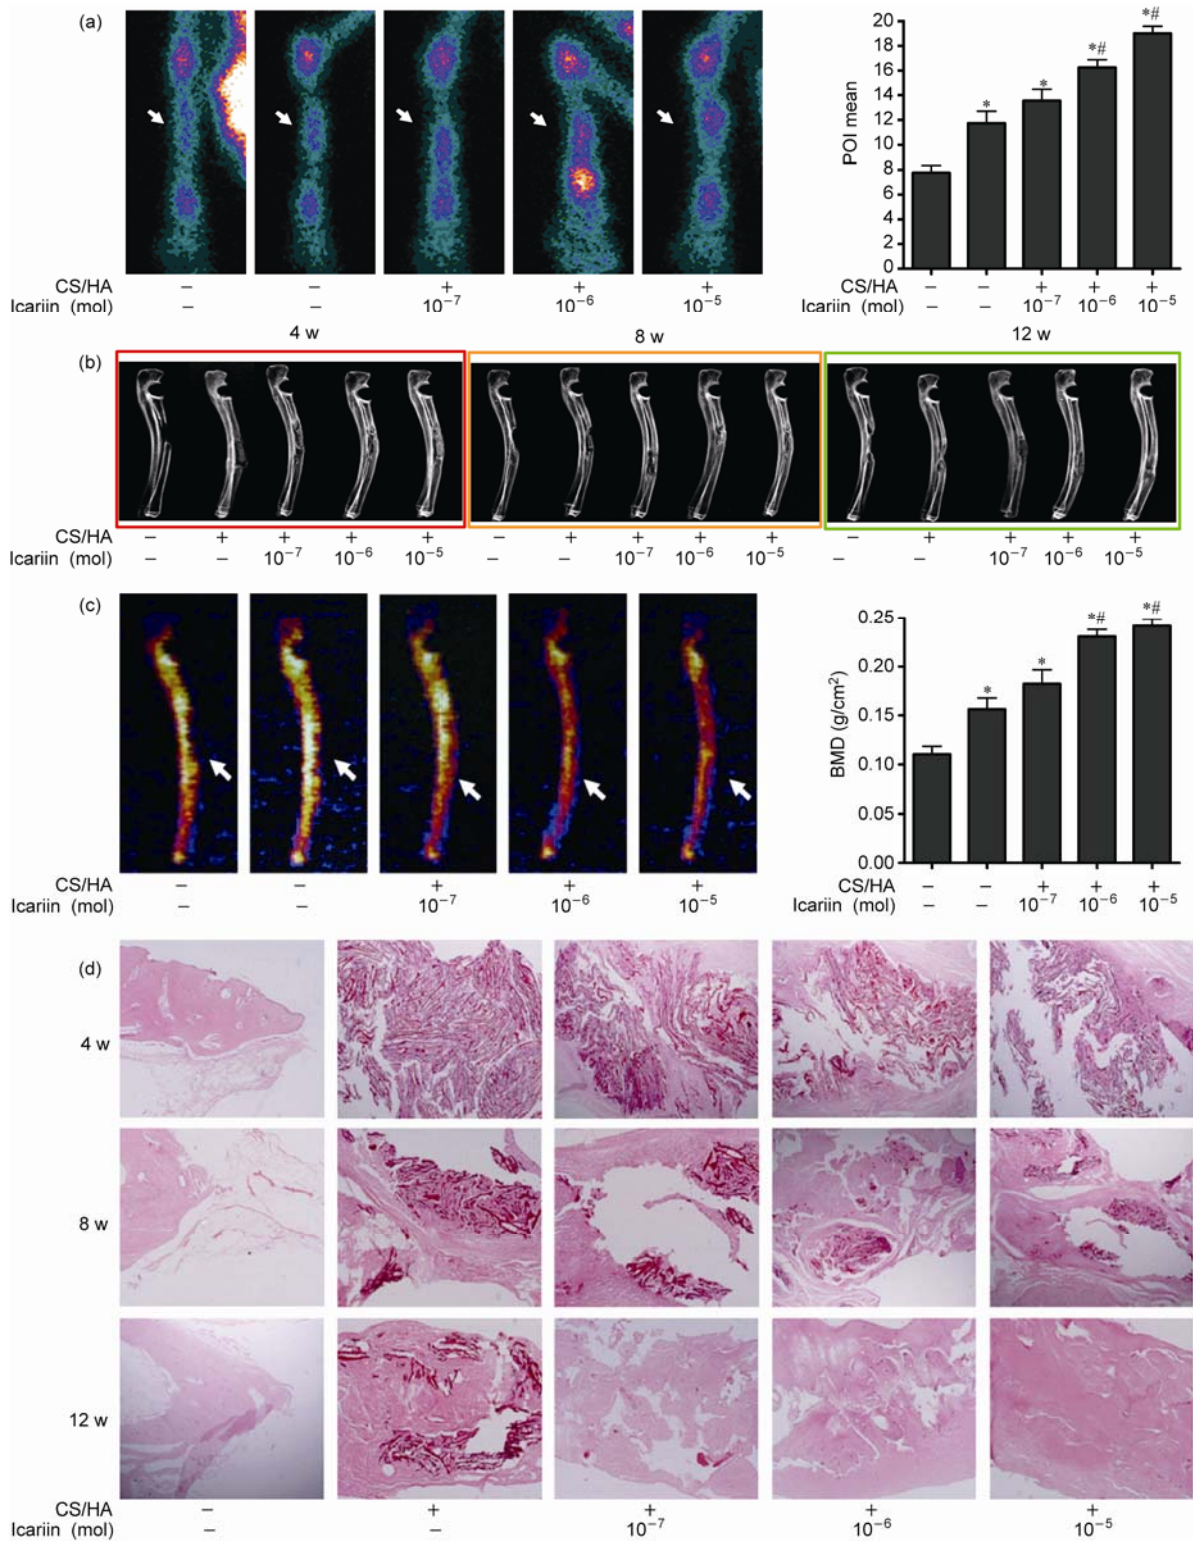 (a)
20
18
16
14
12
10
8
6
4
2
0
POI mean
* * *# *#
CS/HA − − + + +
Icariin (mol) − − 10⁻⁷ 10⁻⁶ 10⁻⁵
CS/HA − − + + +
Icariin (mol) − − 10⁻⁷ 10⁻⁶ 10⁻⁵
4 w 8 w 12 w
(b)
CS/HA − + + + + − + + + + − + + + +
Icariin (mol) − − 10⁻⁷ 10⁻⁶ 10⁻⁵ − − 10⁻⁷ 10⁻⁶ 10⁻⁵ − − 10⁻⁷ 10⁻⁶ 10⁻⁵
(c)
0.25
0.20
0.15
0.10
0.05
0.00
BMD (g/cm²)
* * *# *#
CS/HA − − + + +
Icariin (mol) − − 10⁻⁷ 10⁻⁶ 10⁻⁵
CS/HA − − + + +
Icariin (mol) − − 10⁻⁷ 10⁻⁶ 10⁻⁵
(d)
4 w
8 w
12 w
CS/HA − + + + +
Icariin (mol) − − 10⁻⁷ 10⁻⁶ 10⁻⁵